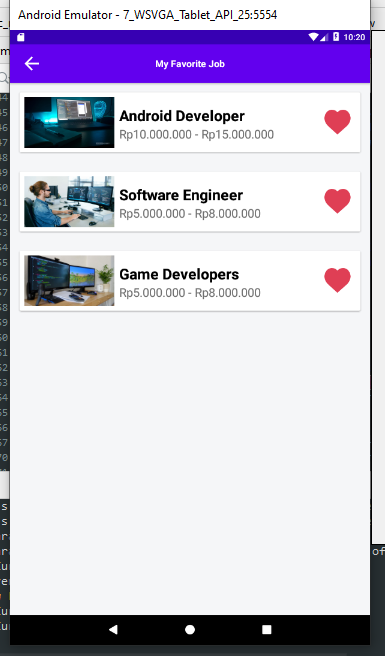 Android Emulator - 7_WSVGA_Tablet_API_25:5554
10:20
My Favorite Job
Android Developer
Rp10.000.000 - Rp15.000.000
Software Engineer
Rp5.000.000 - Rp8.000.000
Game Developers
Rp5.000.000 - Rp8.000.000
of